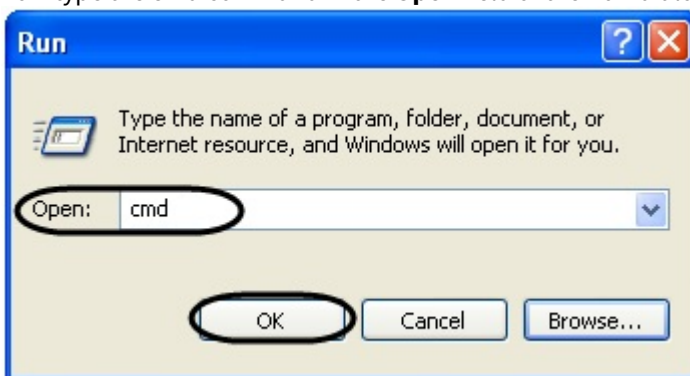 Run
Type the name of a program, folder, document, or
Internet resource, and Windows will open it for you.
Open: cmd
OK Cancel Browse...